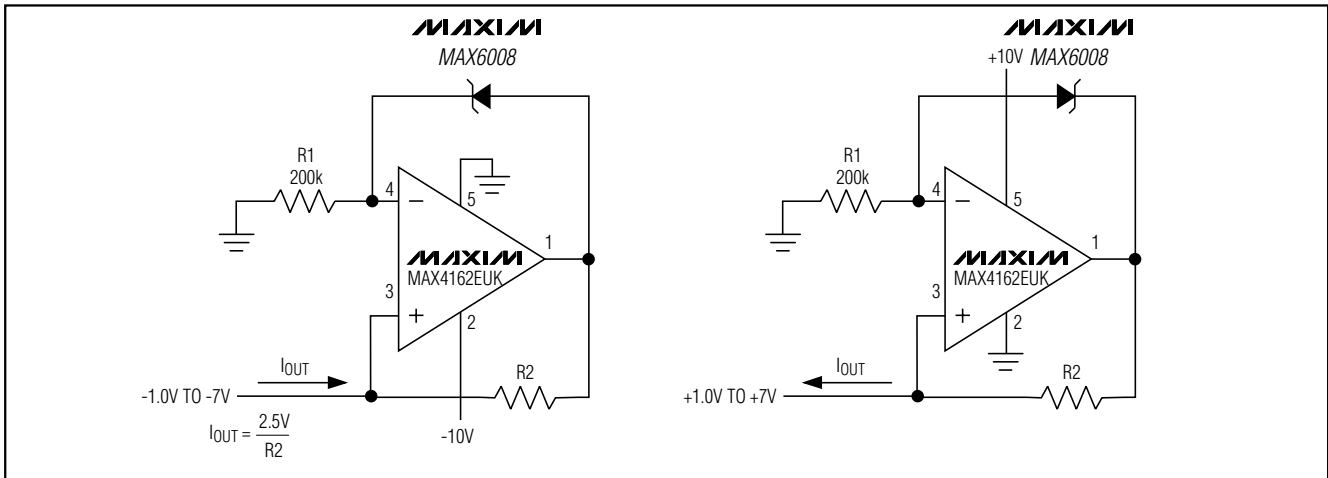 MAXIM
MAX6008
R1
200k
4
−
5
MAXIM
MAX4162EUK
1
3
+
2
IOUT
R2
-1.0V TO -7V
IOUT = 2.5V
R2
-10V
MAXIM
+10V MAX6008
R1
200k
4
−
5
MAXIM
MAX4162EUK
1
3
+
2
IOUT
R2
+1.0V TO +7V